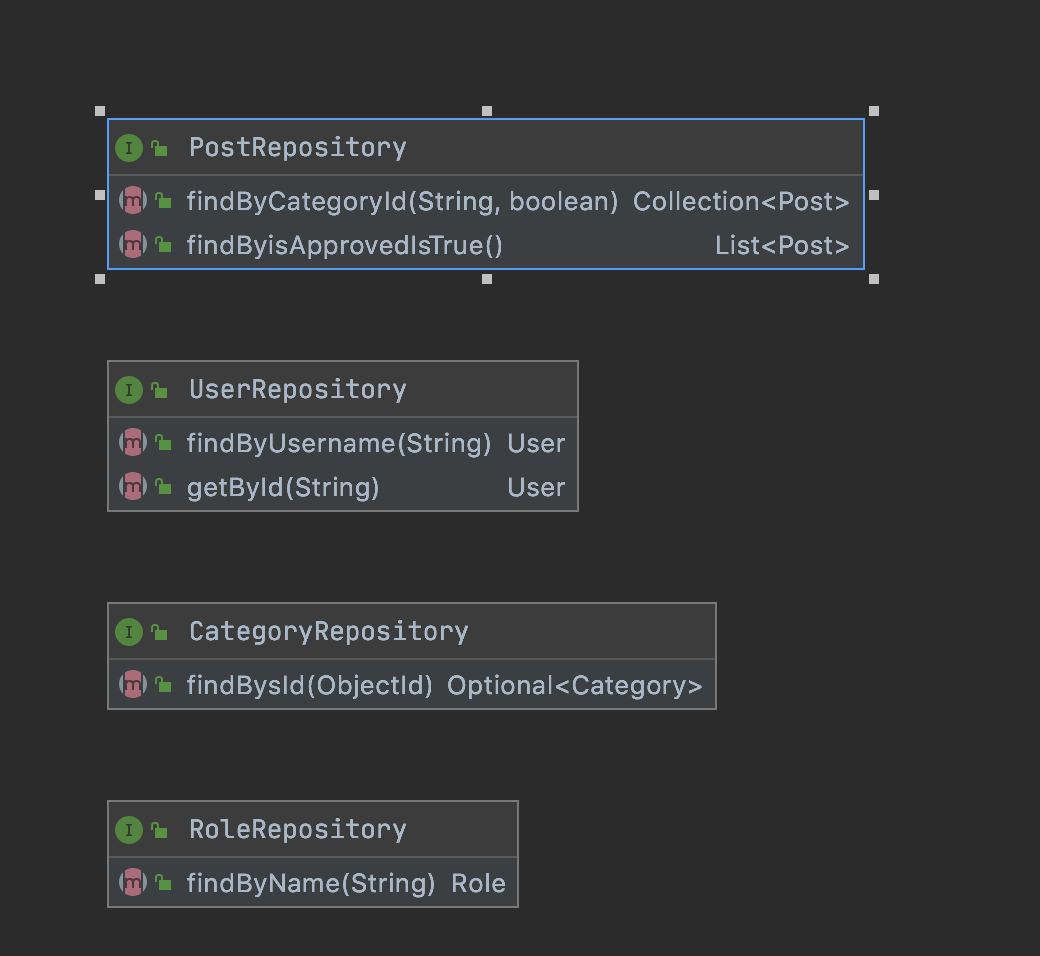 I PostRepository
m findByCategoryId(String, boolean) Collection<Post>
m findByisApprovedIsTrue() List<Post>
I UserRepository
m findByUsername(String) User
m getById(String) User
I CategoryRepository
m findBysId(ObjectId) Optional<Category>
I RoleRepository
m findByName(String) Role